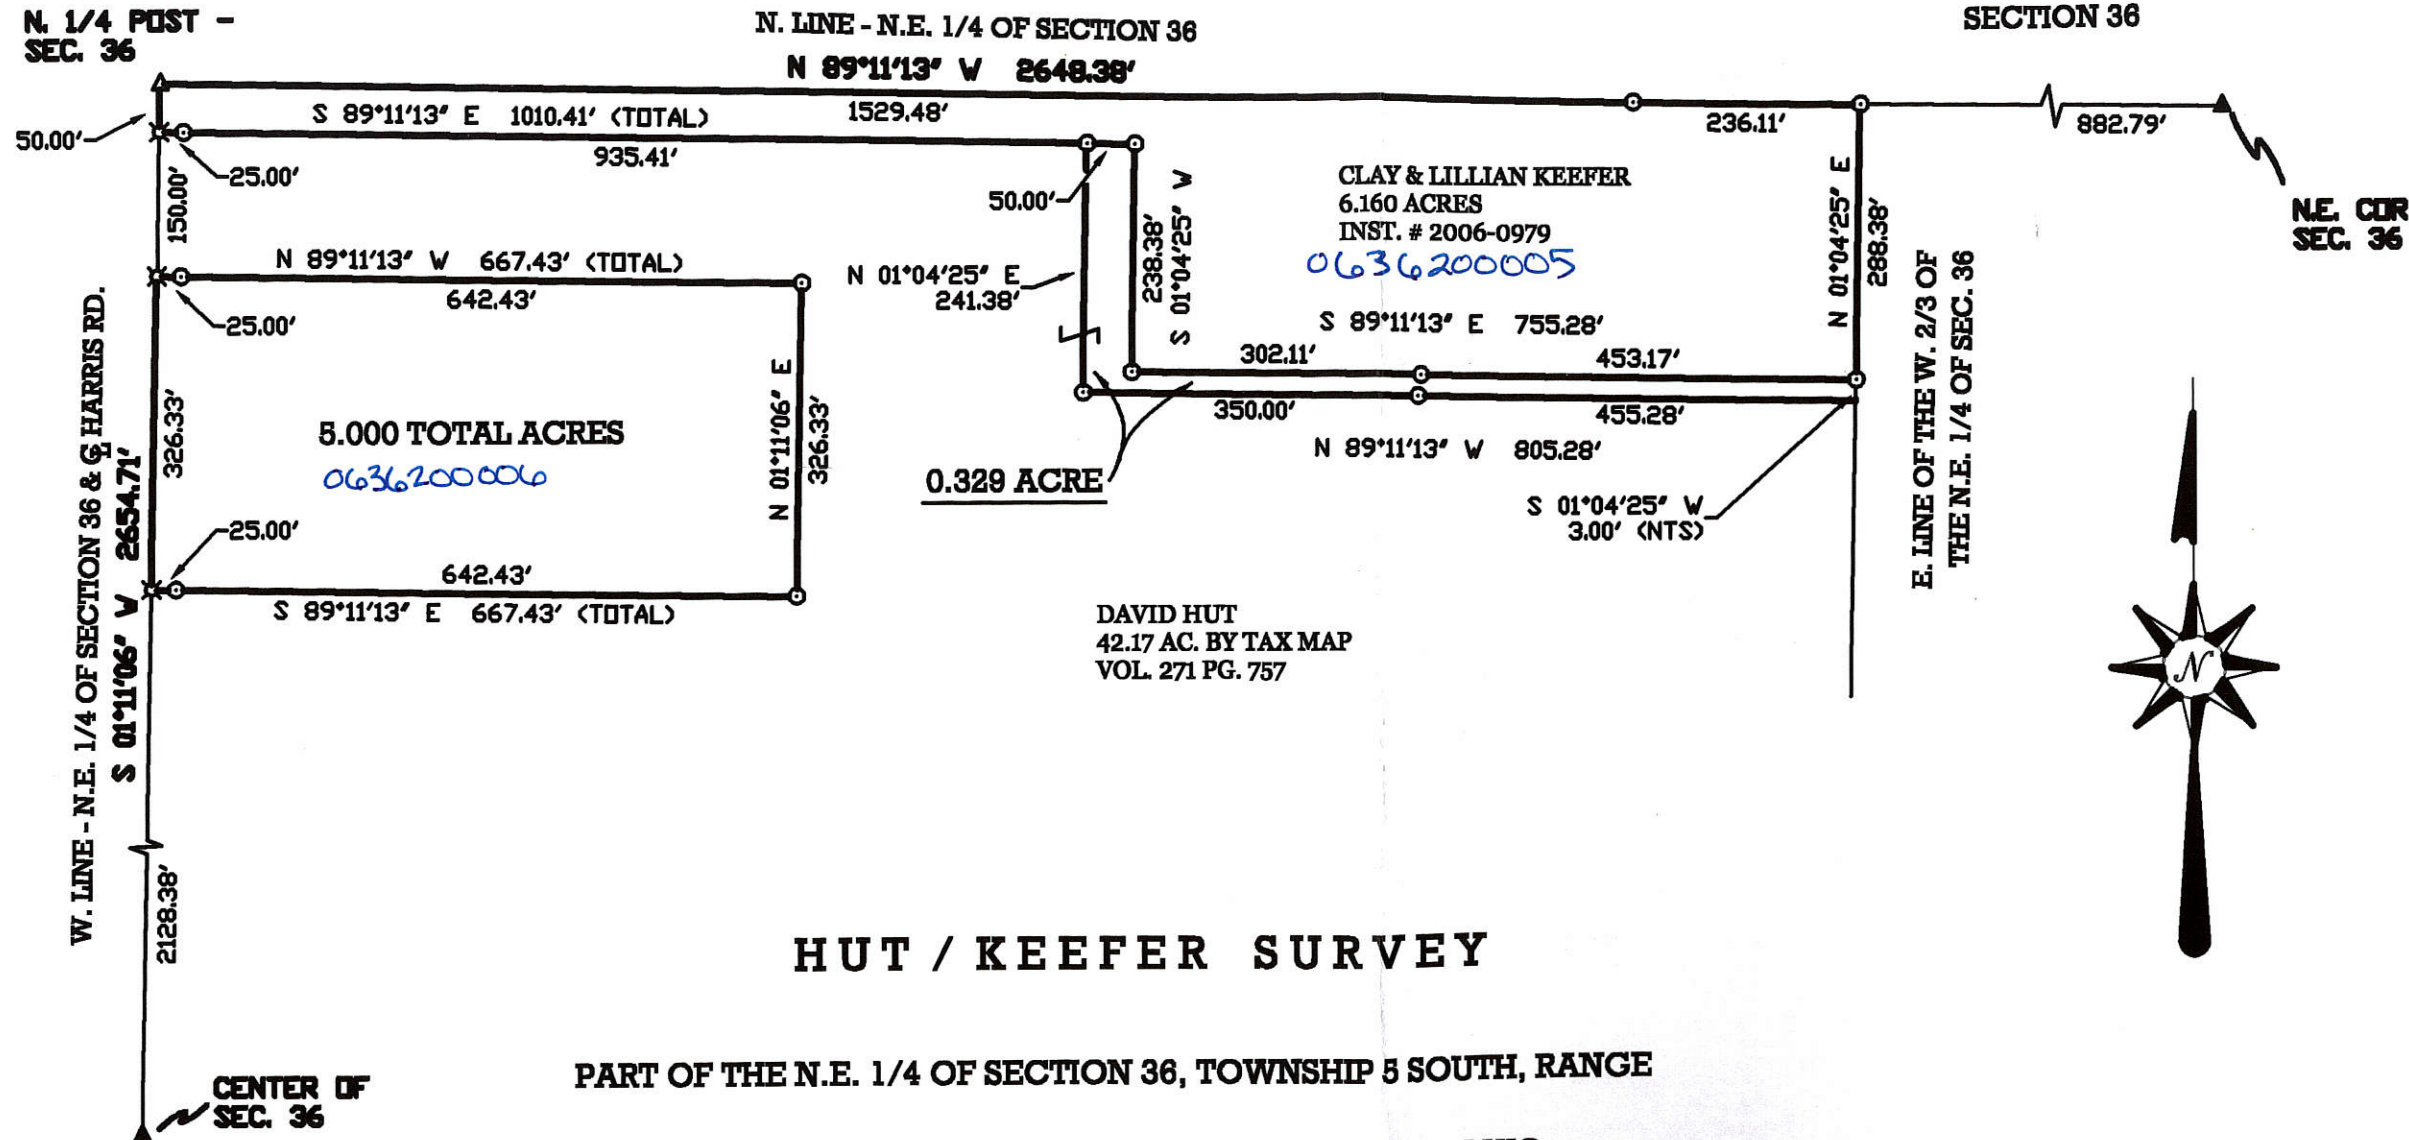 N. 1/4 POST -
SEC. 36
N. LINE - N.E. 1/4 OF SECTION 36
N 89°11'13" W 2648.38'
SECTION 36
S 89°11'13" E 1010.41' (TOTAL)
1529.48'
236.11'
882.79'
50.00'
935.41'
25.00'
150.00'
50.00'
238.38'
S 01°04'25" W
CLAY & LILLIAN KEEFER
6.160 ACRES
INST. # 2006-0979
0636200005
N 01°04'25" E
288.38'
N.E. COR
SEC. 36
E. LINE OF THE W. 2/3 OF
THE N.E. 1/4 OF SEC. 36
N 89°11'13" W 667.43' (TOTAL)
642.43'
25.00'
N 01°04'25" E
241.38'
S 89°11'13" E 755.28'
302.11'
453.17'
350.00'
455.28'
N 89°11'13" W 805.28'
0.329 ACRE
S 01°04'25" W
3.00' (NTS)
326.33'
5.000 TOTAL ACRES
0636200006
N 01°11'06" E
326.33'
25.00'
642.43'
S 89°11'13" E 667.43' (TOTAL)
W. LINE - N.E. 1/4 OF SECTION 36 & ℄ HARRIS RD.
S 01°11'06" W 2654.71'
2128.38'
DAVID HUT
42.17 AC. BY TAX MAP
VOL. 271 PG. 757
N
HUT / KEEFER SURVEY
PART OF THE N.E. 1/4 OF SECTION 36, TOWNSHIP 5 SOUTH, RANGE
CENTER OF
SEC. 36